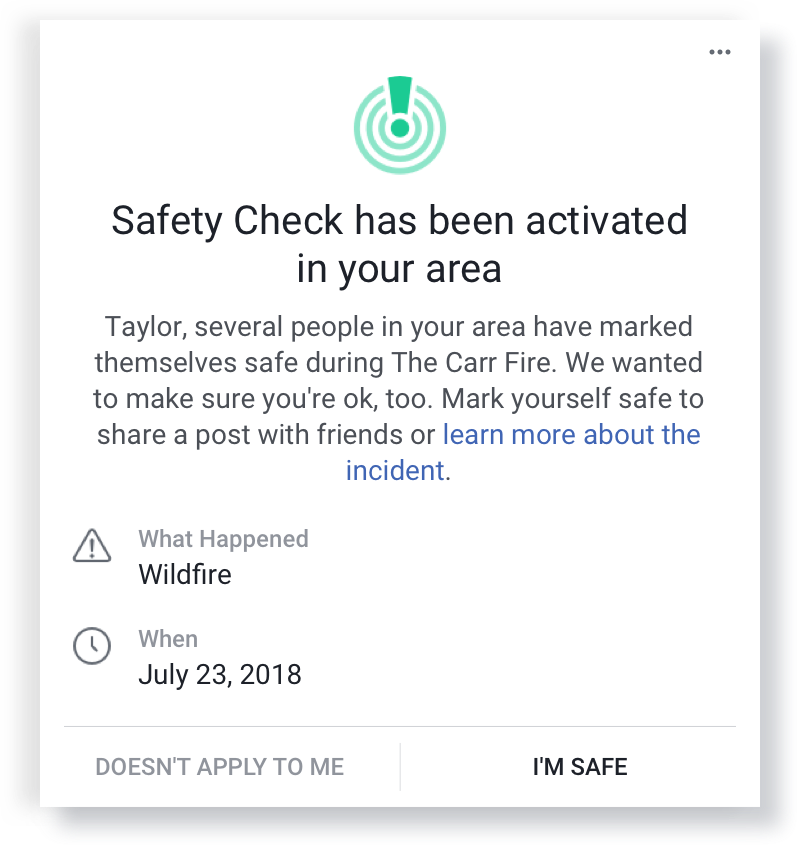 Safety Check has been activated
in your area
Taylor, several people in your area have marked
themselves safe during The Carr Fire. We wanted
to make sure you're ok, too. Mark yourself safe to
share a post with friends or learn more about the
incident.
What Happened
Wildfire
When
July 23, 2018
DOESN'T APPLY TO ME
I'M SAFE